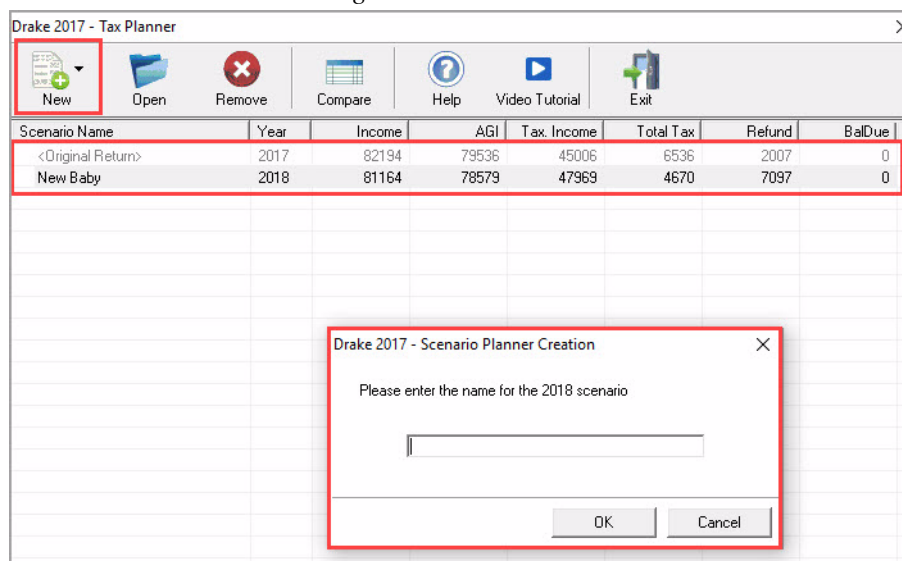 Drake 2017 - Tax Planner
New Open Remove Compare Help Video Tutorial Exit
Scenario Name Year Income AGI Tax. Income Total Tax Refund BalDue
<Original Return> 2017 82194 79536 45006 6536 2007 0
New Baby 2018 81164 78579 47969 4670 7097 0
Drake 2017 - Scenario Planner Creation
Please enter the name for the 2018 scenario
OK Cancel